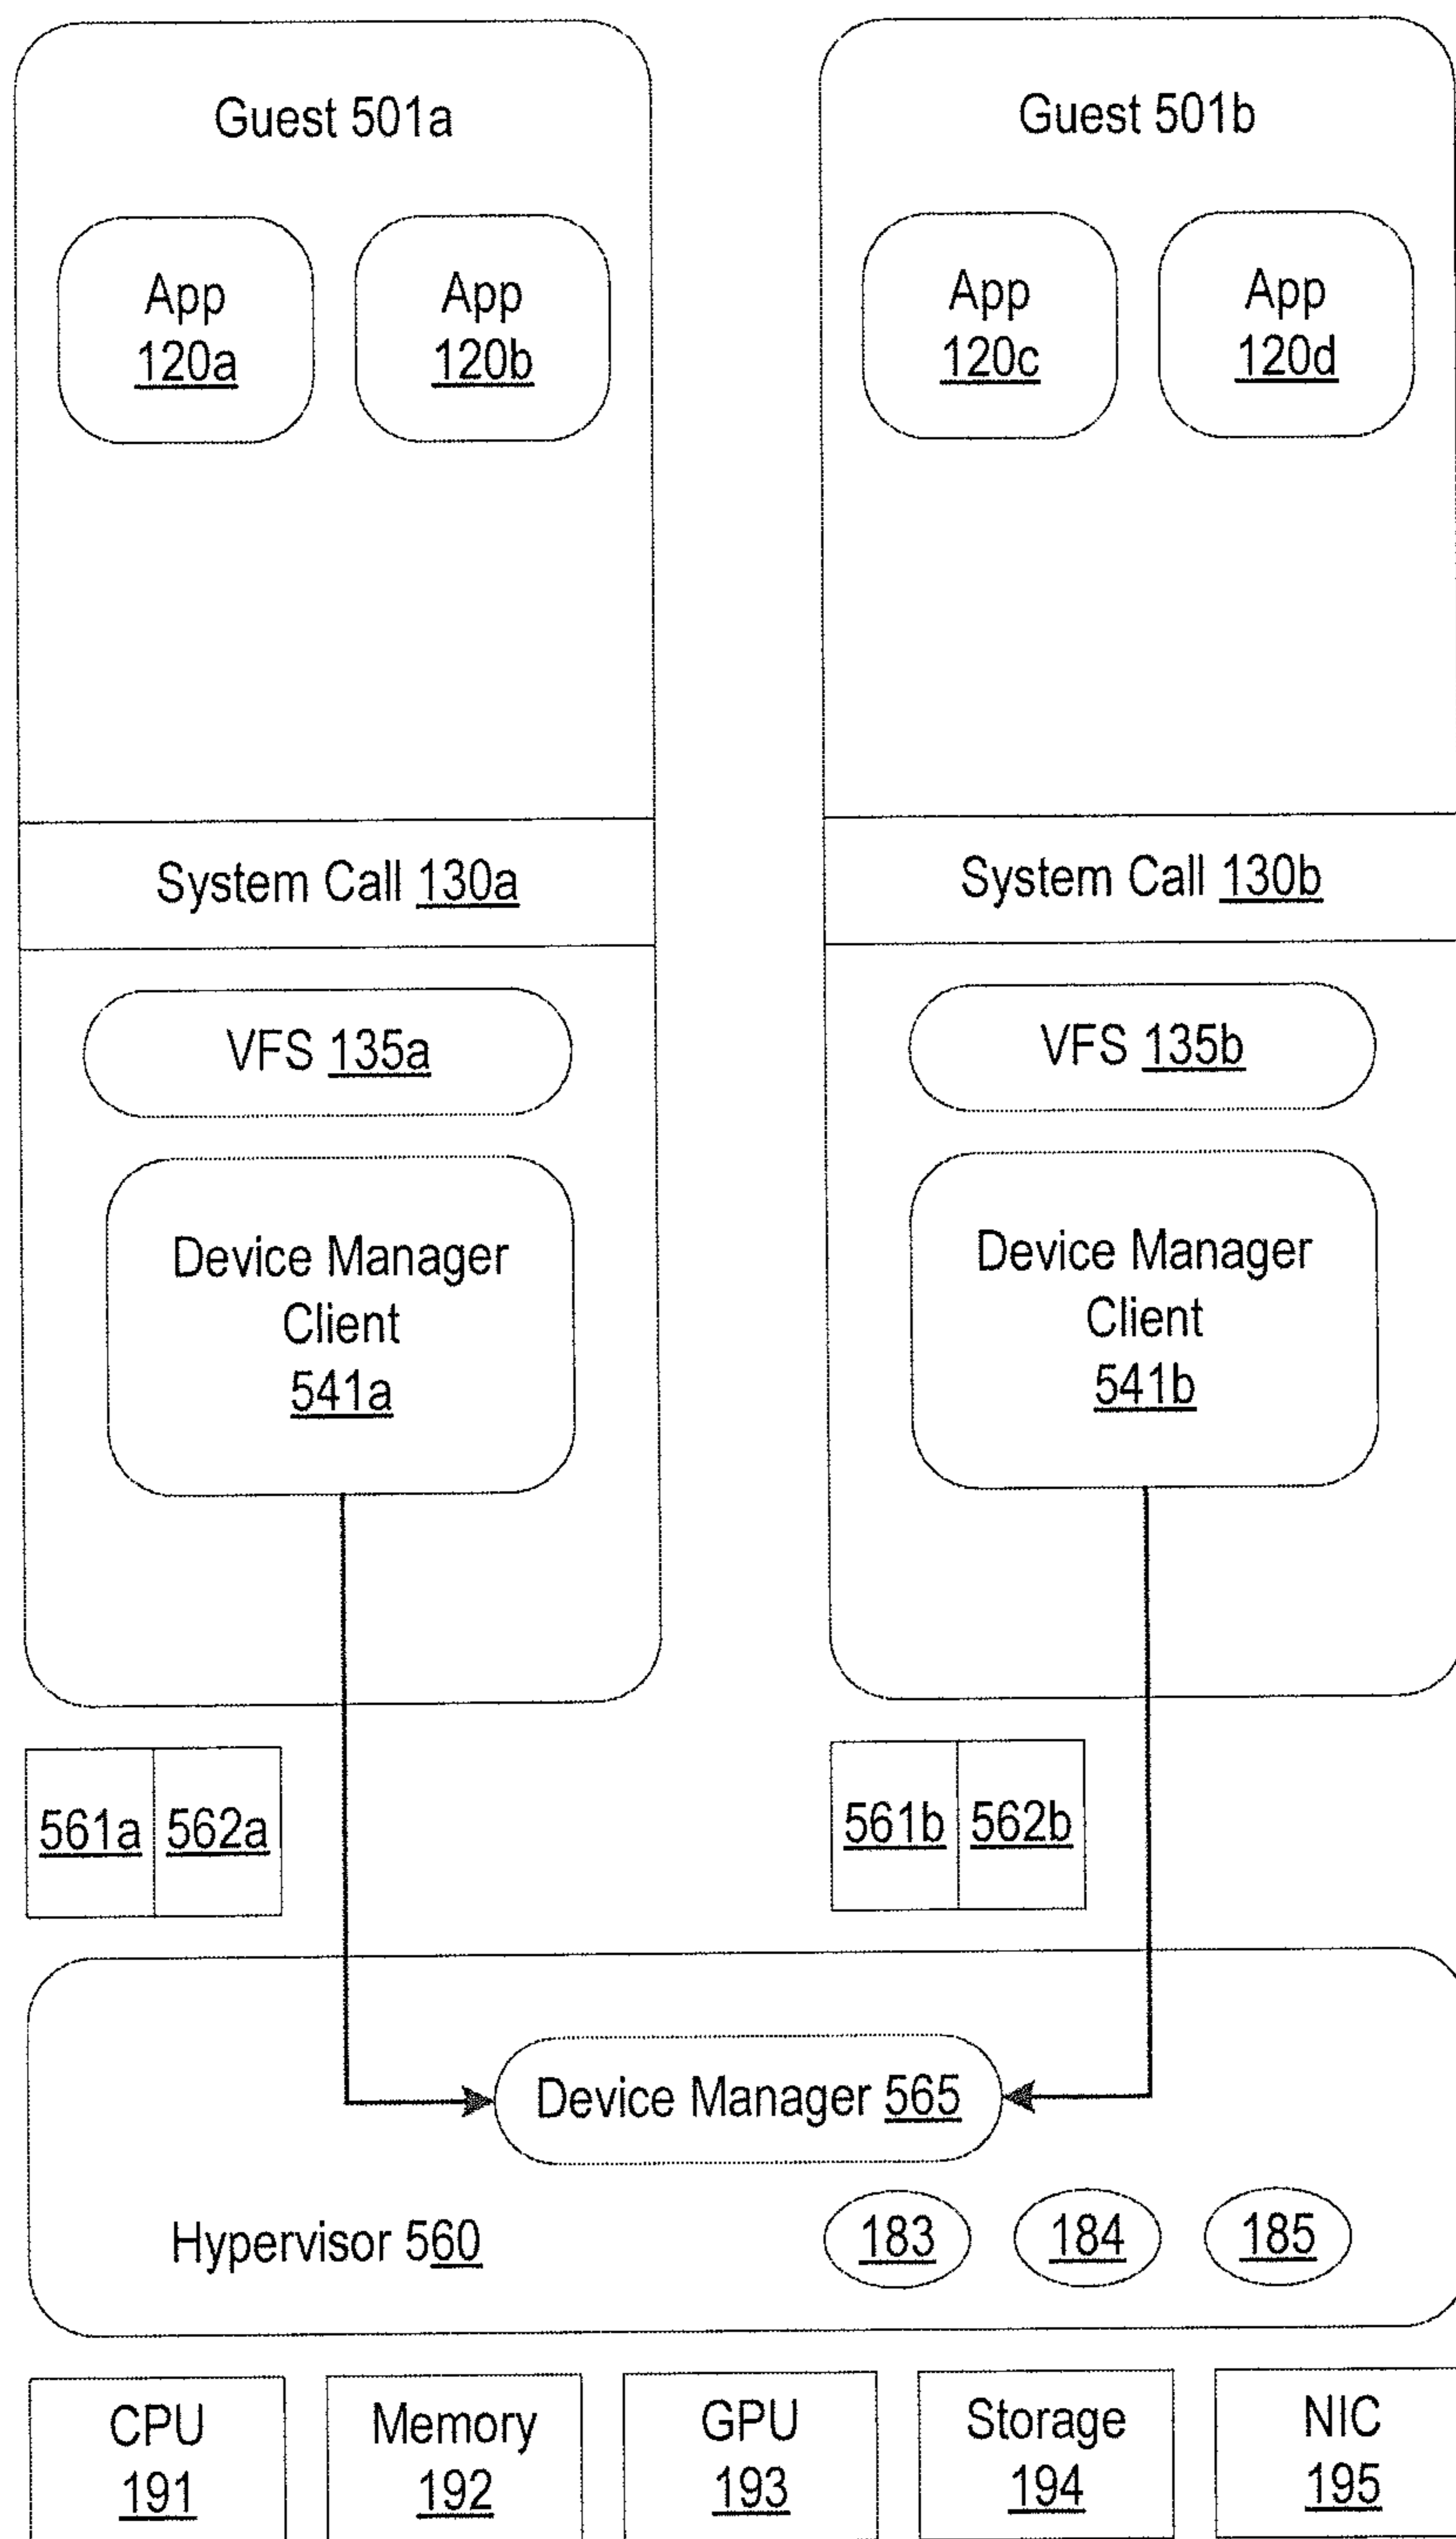 Guest 501a
App
120a
App
120b
System Call 130a
VFS 135a
Device Manager
Client
541a
561a
562a
Guest 501b
App
120c
App
120d
System Call 130b
VFS 135b
Device Manager
Client
541b
561b
562b
Device Manager 565
Hypervisor 560
183
184
185
CPU
191
Memory
192
GPU
193
Storage
194
NIC
195